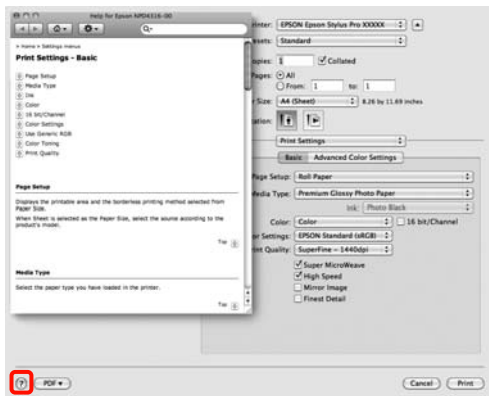 Help for Epson NPD4316-00
Q-
> Home > Settings menus
Print Settings - Basic
Page Setup
Media Type
Ink
Color
16 bit/Channel
Color Settings
Use Generic RGB
Color Toning
Print Quality
Page Setup
Displays the printable area and the borderless printing method selected from
Paper Size.
When Sheet is selected as the Paper Size, select the source according to the
product's model.
Top
Media Type
Select the paper type you have loaded in the printer.
Top
rinter: EPSON Epson Stylus Pro XXXXX
esets: Standard
opies: 1 Collated
Pages: All
From: 1 to: 1
r Size: A4 (Sheet) 8.26 by 11.69 inches
tation:
Print Settings
Basic Advanced Color Settings
Page Setup: Roll Paper
Media Type: Premium Glossy Photo Paper
Ink: Photo Black
Color: Color 16 bit/Channel
or Settings: EPSON Standard (sRGB)
rint Quality: SuperFine - 1440dpi
Super MicroWeave
High Speed
Mirror Image
Finest Detail
? PDF Cancel Print